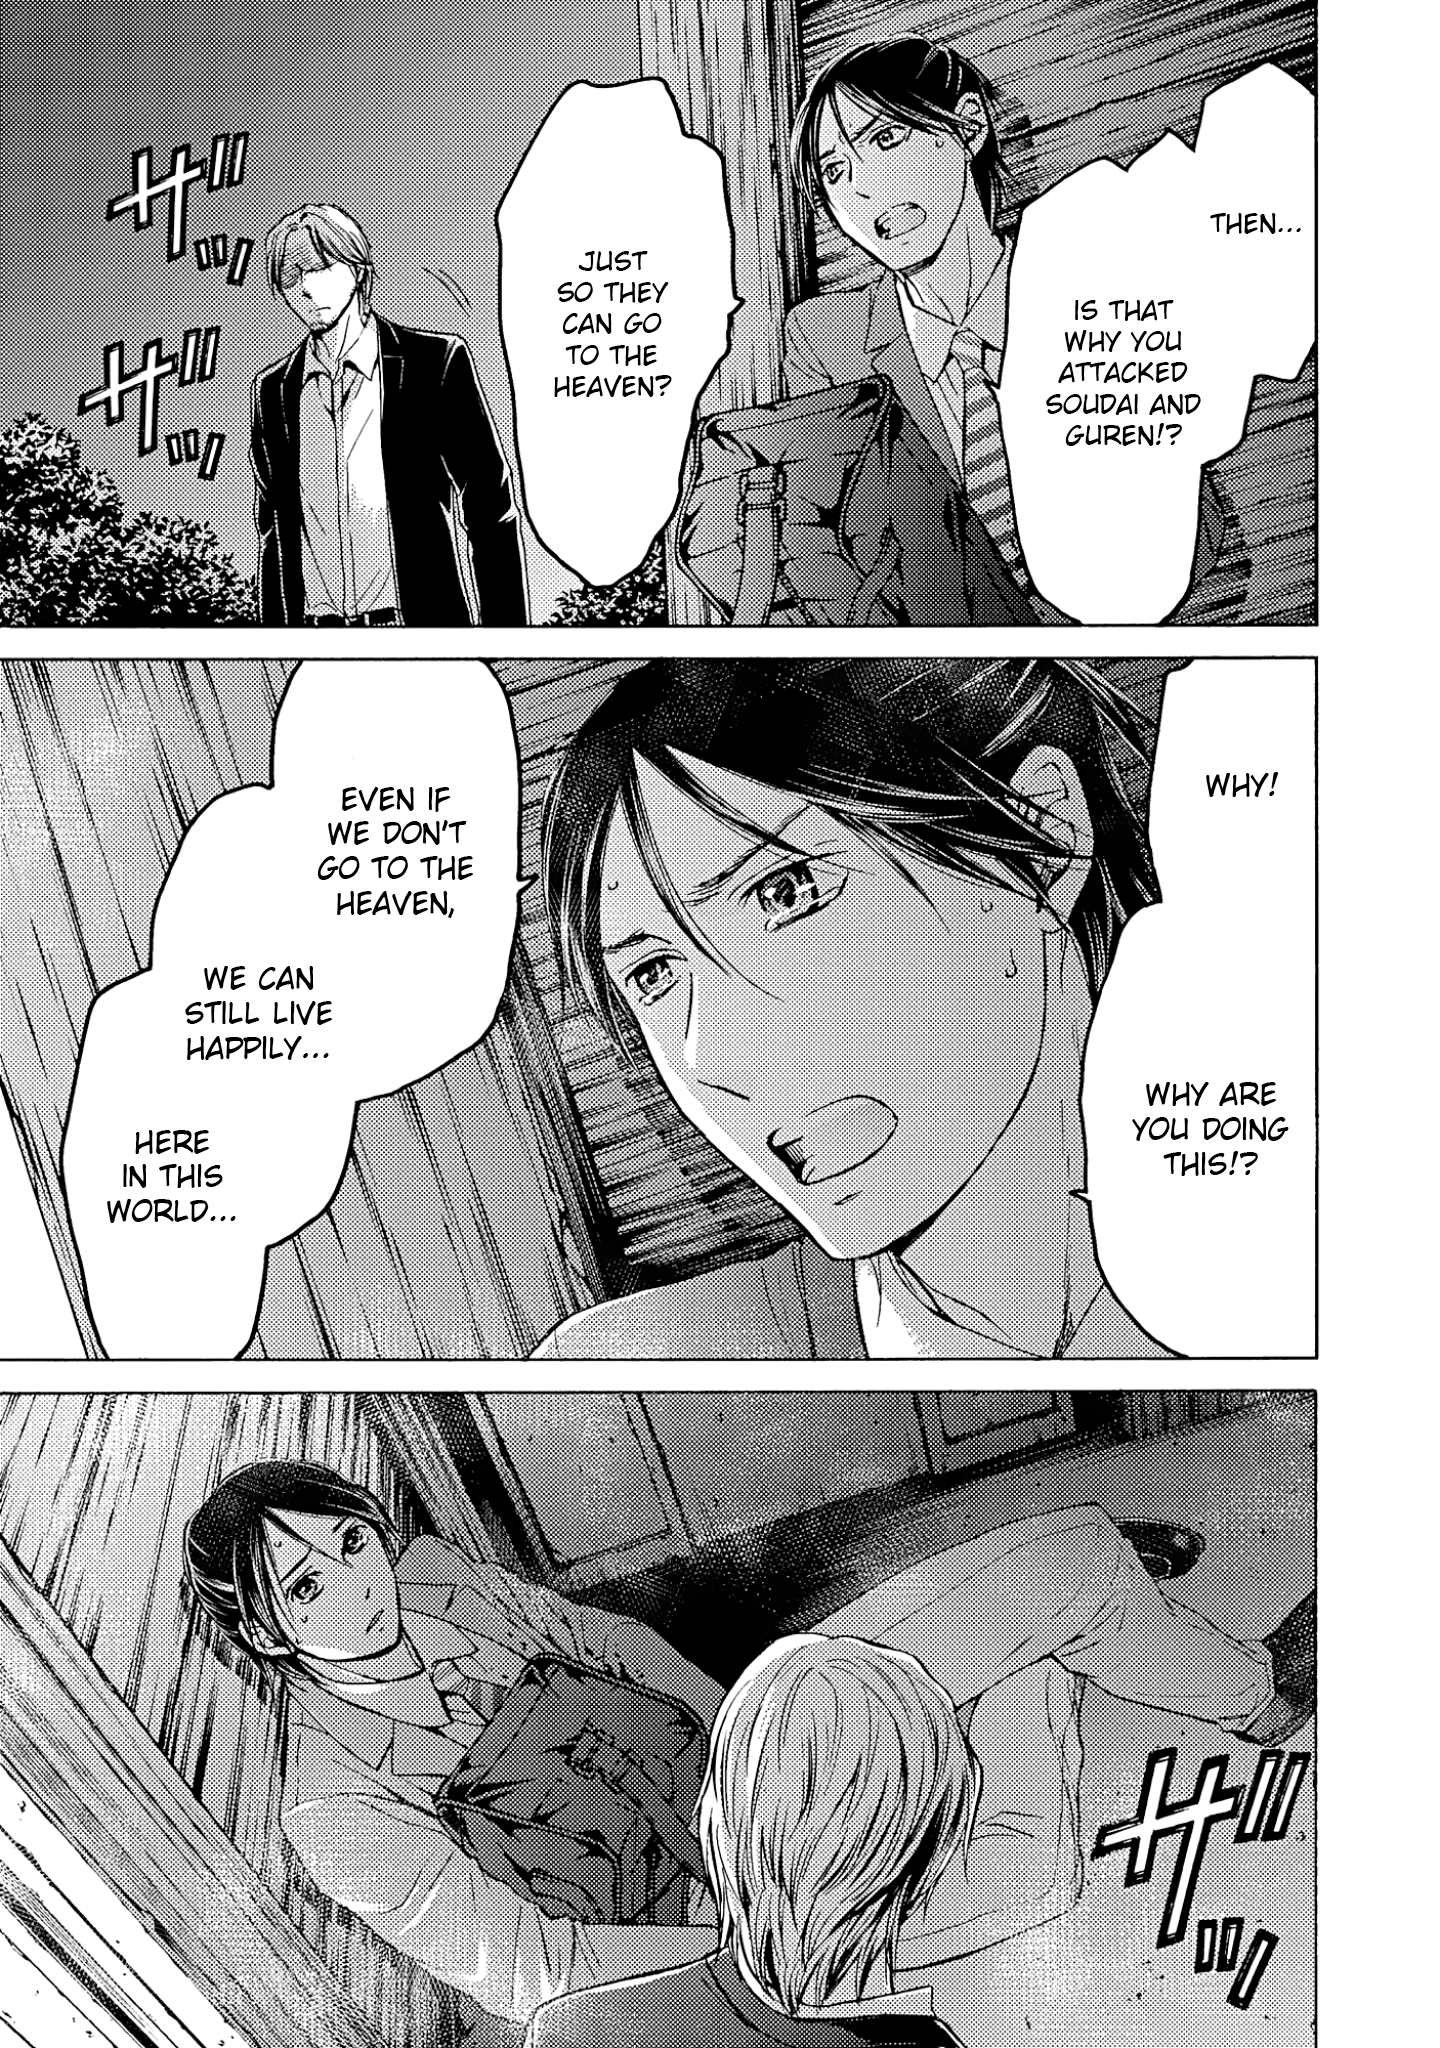 THEN...
IS THAT
WHY YOU
ATTACKED
SOUDAI AND
GUREN!?
JUST
SO THEY
CAN GO
TO THE
HEAVEN?
ザッ
ザッ
WHY!
WHY ARE
YOU DOING
THIS!?
EVEN IF
WE DON'T
GO TO THE
HEAVEN,
WE CAN
STILL LIVE
HAPPILY...
HERE
IN THIS
WORLD...
ザッ